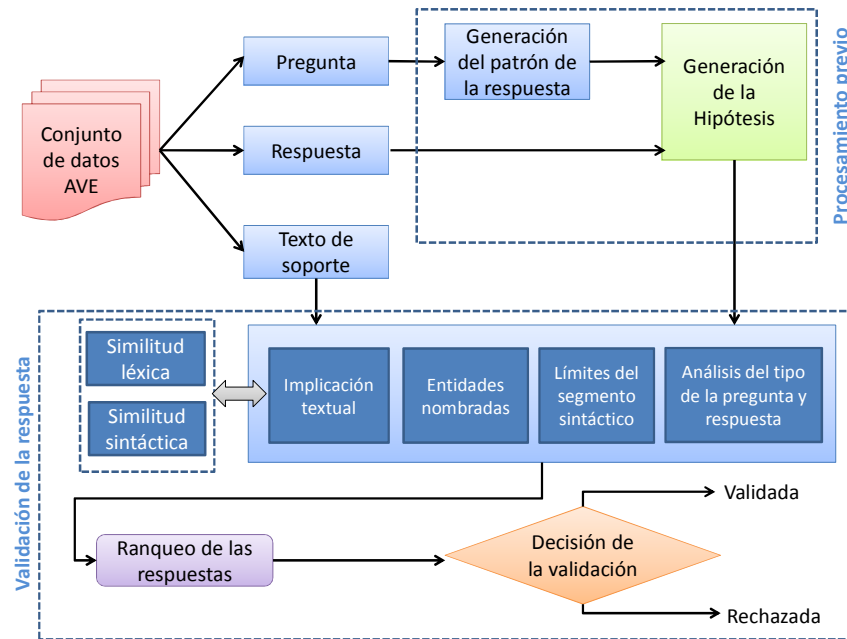 Conjunto
de datos
AVE
Pregunta
Respuesta
Texto de
soporte
Generación
del patrón de
la respuesta
Generación
de la
Hipótesis
Procesamiento previo
Validación de la respuesta
Similitud
léxica
Similitud
sintáctica
Implicación
textual
Entidades
nombradas
Límites del
segmento
sintáctico
Análisis del tipo
de la pregunta y
respuesta
Ranqueo de las
respuestas
Decisión de
la validación
Validada
Rechazada